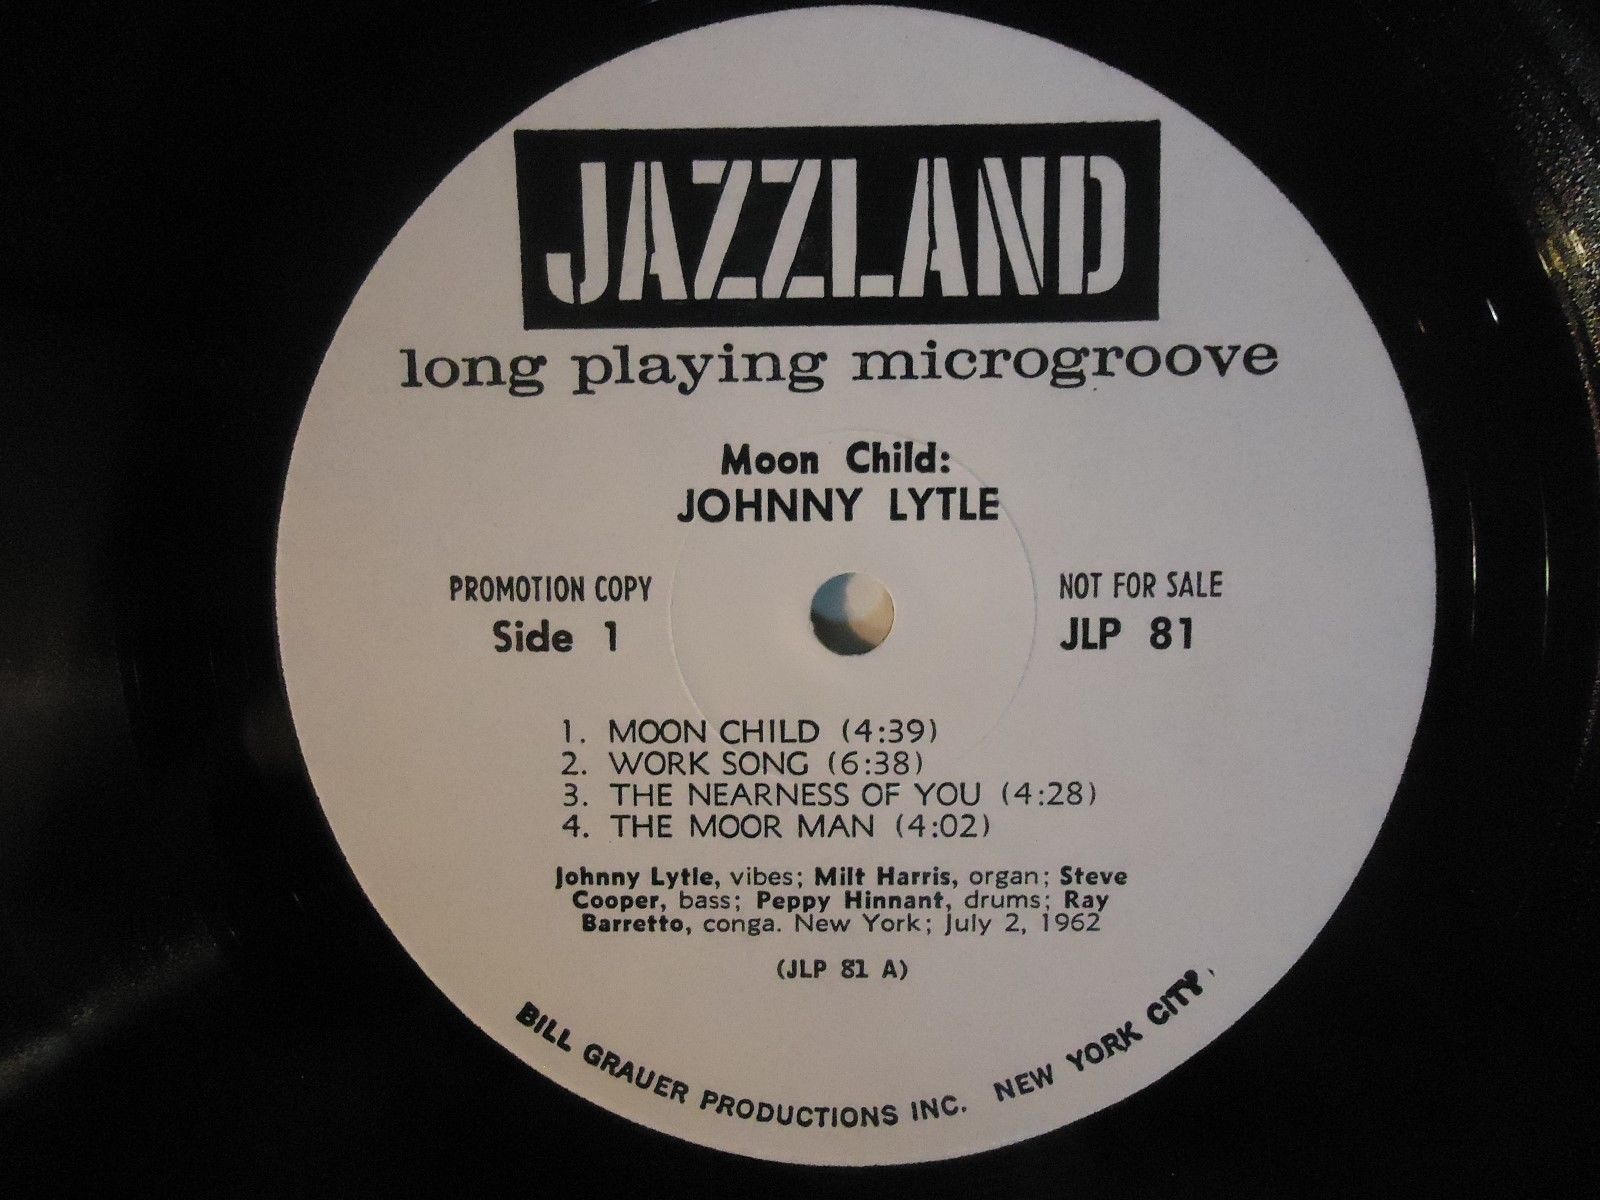 JAZZLAND
long playing microgroove
Moon Child:
JOHNNY LYTLE
PROMOTION COPY
NOT FOR SALE
Side 1
JLP 81
1. MOON CHILD (4:39)
2. WORK SONG (6:38)
3. THE NEARNESS OF YOU (4:28)
4. THE MOOR MAN (4:02)
Johnny Lytle, vibes; Milt Harris, organ; Steve
Cooper, bass; Peppy Hinnant, drums; Ray
Barretto, conga. New York; July 2, 1962
(JLP 81 A)
BILL GRAUER PRODUCTIONS INC. NEW YORK CITY